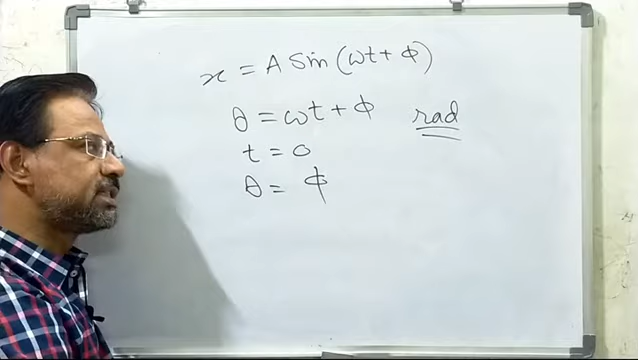 x = A Sin (ωt + φ)
θ = ωt + φ rad
t = 0
θ = φ